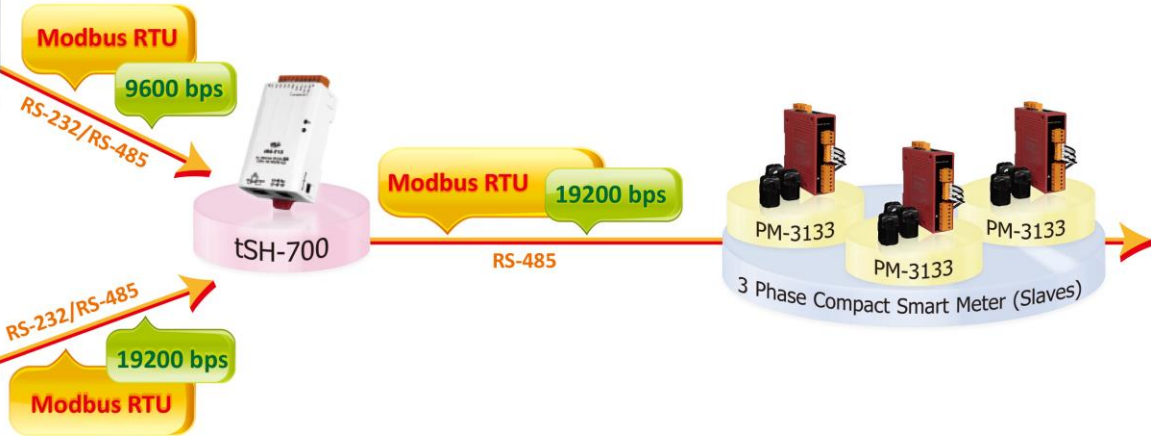 Modbus RTU
9600 bps
RS-232/RS-485
tSH-700
Modbus RTU
19200 bps
RS-485
PM-3133
PM-3133
PM-3133
3 Phase Compact Smart Meter (Slaves)
RS-232/RS-485
19200 bps
Modbus RTU